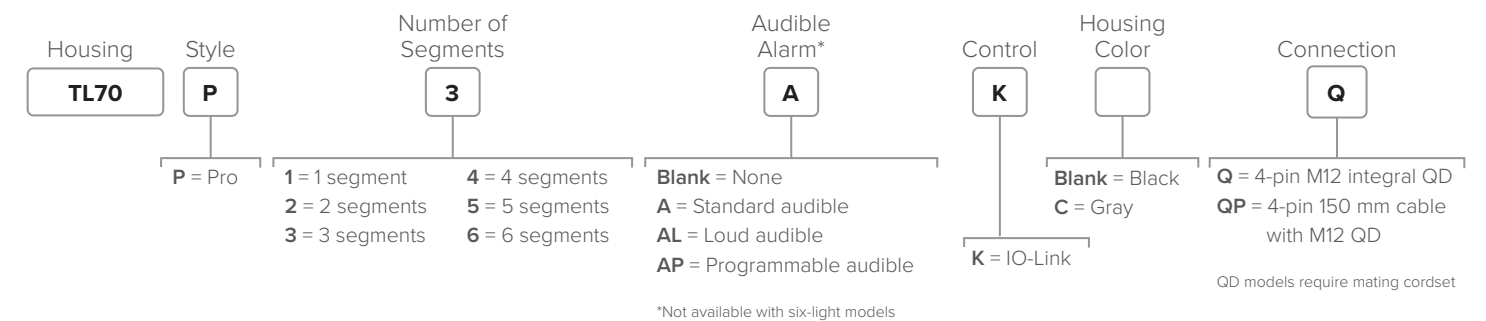 Housing
TL70
Style
P
P = Pro
Number of
Segments
3
1 = 1 segment
2 = 2 segments
3 = 3 segments
4 = 4 segments
5 = 5 segments
6 = 6 segments
Audible
Alarm*
A
Blank = None
A = Standard audible
AL = Loud audible
AP = Programmable audible
*Not available with six-light models
Control
K
K = IO-Link
Housing
Color
Blank = Black
C = Gray
Connection
Q
Q = 4-pin M12 integral QD
QP = 4-pin 150 mm cable
with M12 QD
QD models require mating cordset